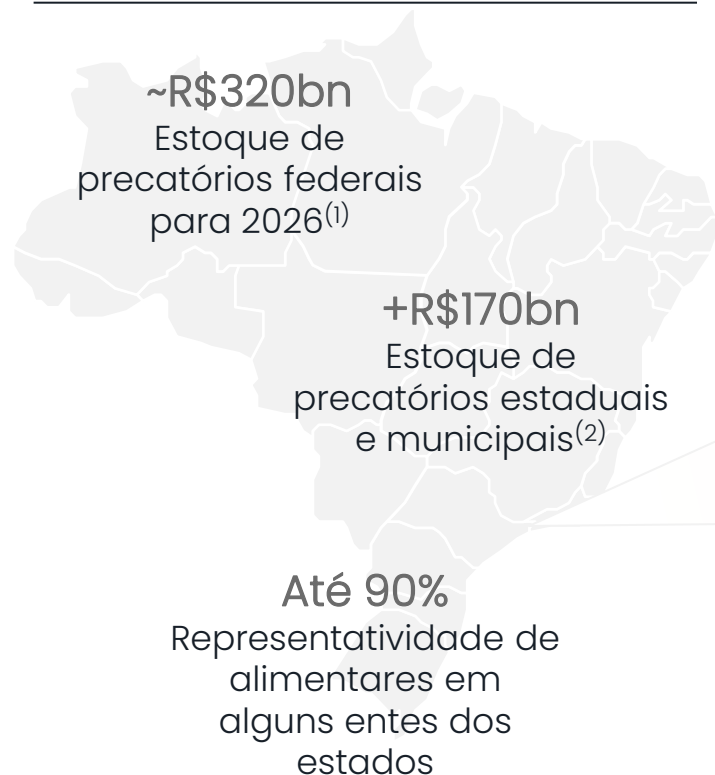 ~R$320bn
Estoque de
precatórios federais
para 2026(1)
+R$170bn
Estoque de
precatórios estaduais
e municipais(2)
Até 90%
Representatividade de
alimentares em
alguns entes dos
estados